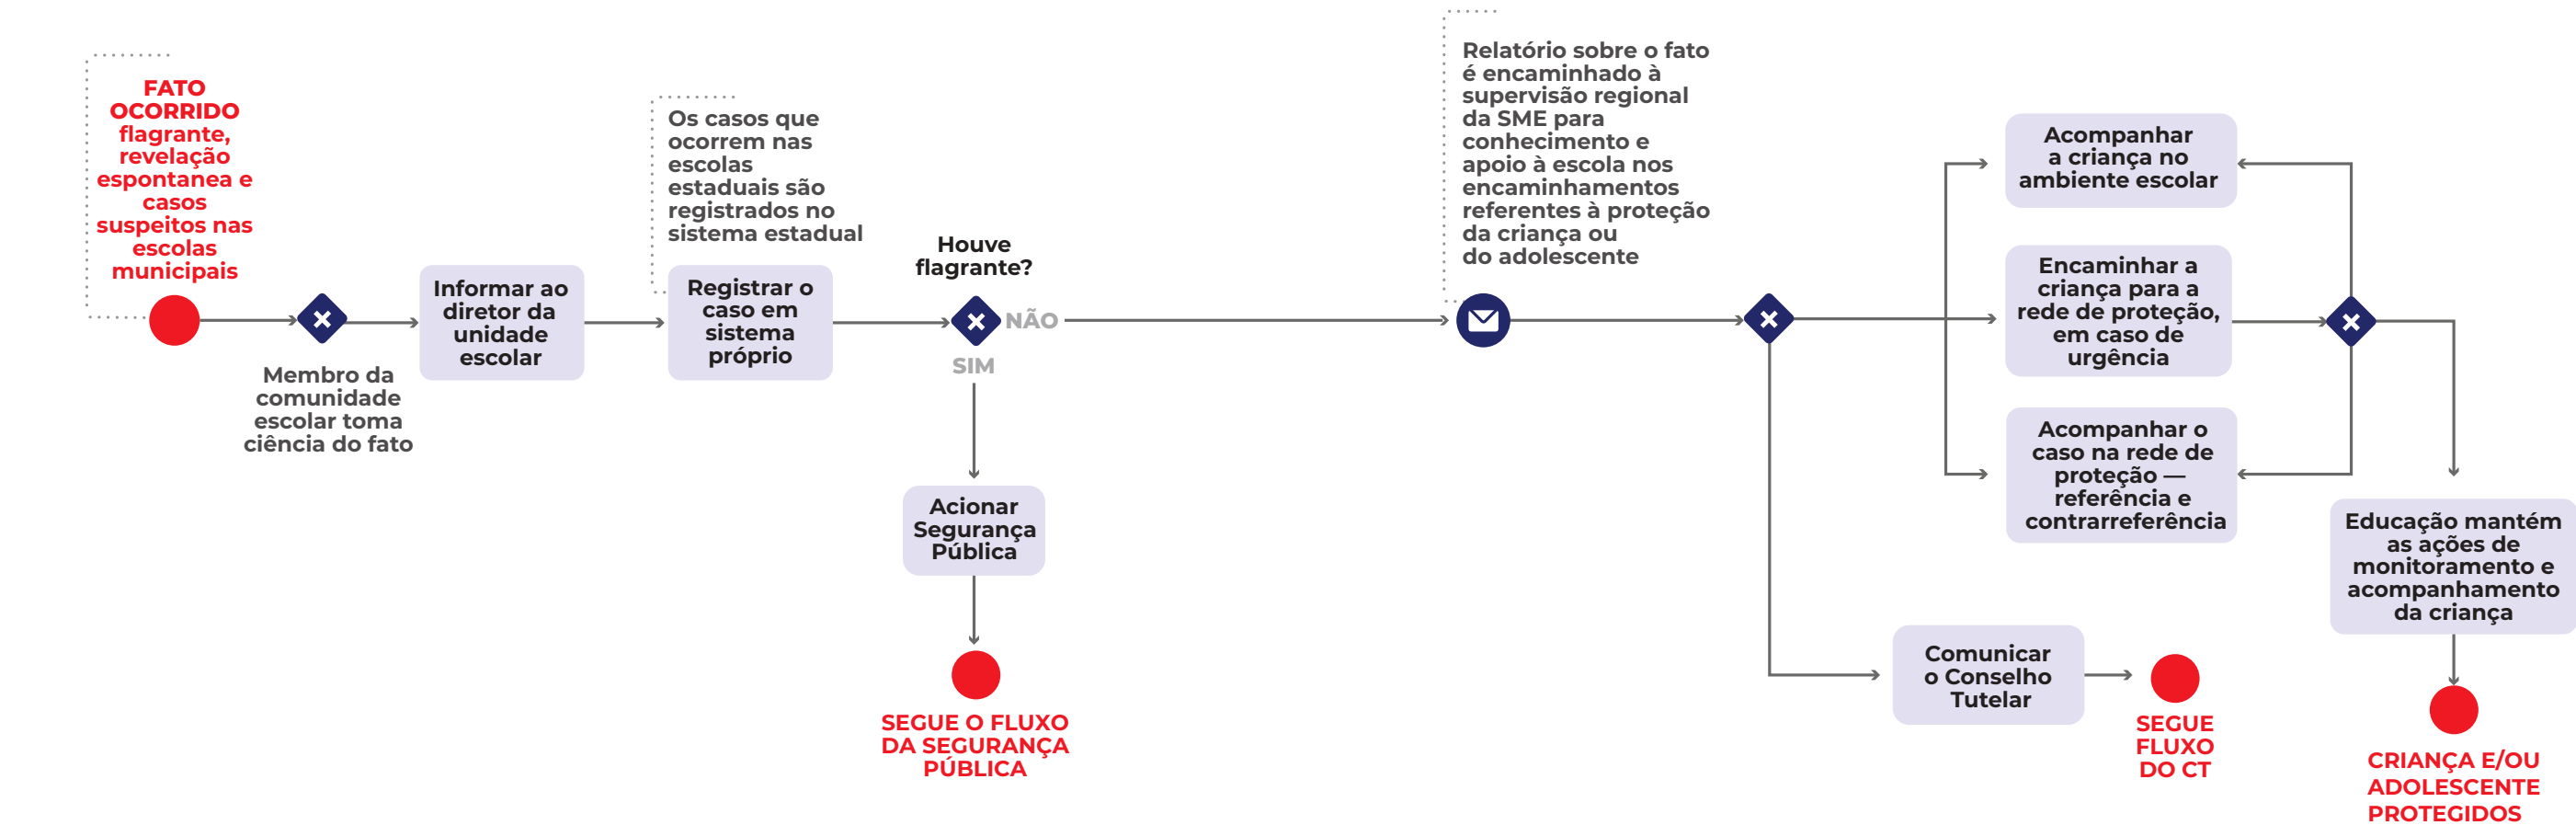 FATO
OCORRIDO
flagrante,
revelação
espontanea e
casos
suspeitos nas
escolas
municipais
Membro da
comunidade
escolar toma
ciência do fato
Informar ao
diretor da
unidade
escolar
Os casos que
ocorrem nas
escolas
estaduais são
registrados no
sistema estadual
Registrar o
caso em
sistema
próprio
Houve
flagrante?
NÃO
SIM
Acionar
Segurança
Pública
SEGUE O FLUXO
DA SEGURANÇA
PÚBLICA
Relatório sobre o fato
é encaminhado à
supervisão regional
da SME para
conhecimento e
apoio à escola nos
encaminhamentos
referentes à proteção
da criança ou
do adolescente
Acompanhar
a criança no
ambiente escolar
Encaminhar a
criança para a
rede de proteção,
em caso de
urgência
Acompanhar o
caso na rede de
proteção —
referência e
contrarreferência
Comunicar
o Conselho
Tutelar
SEGUE
FLUXO
DO CT
Educação mantém
as ações de
monitoramento e
acompanhamento
da criança
CRIANÇA E/OU
ADOLESCENTE
PROTEGIDOS